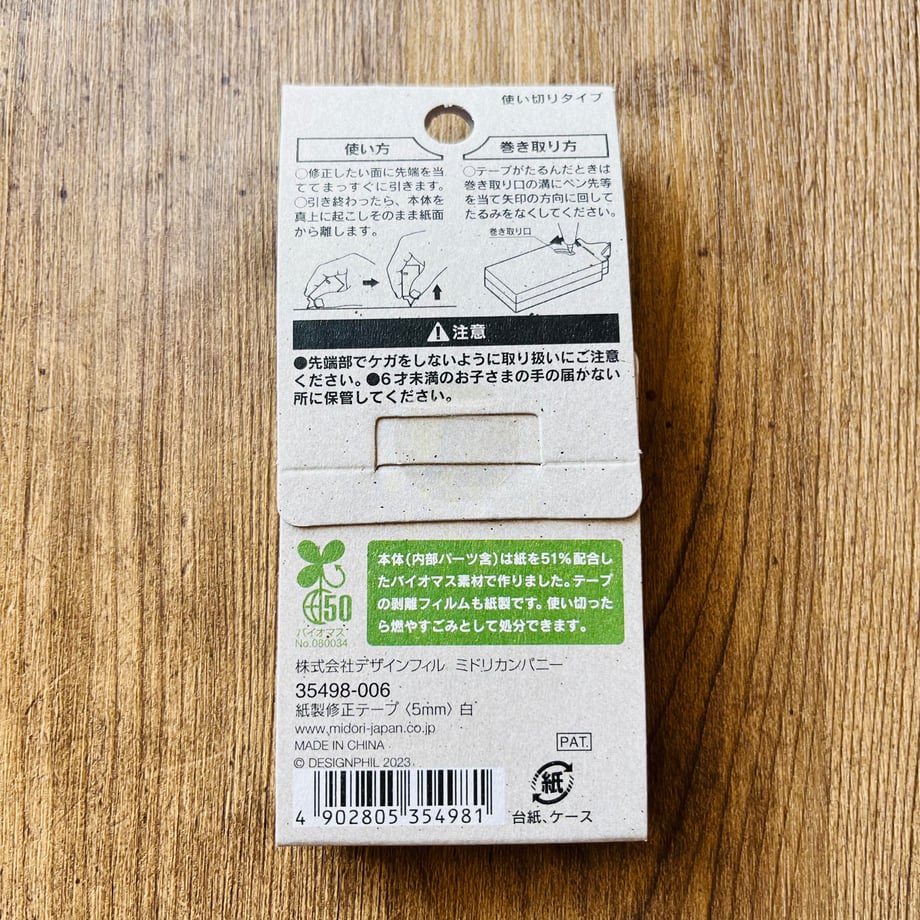 使い切りタイプ
使い方
○修正したい面に先端を当
ててまっすぐに引きます。
○引き終わったら、本体を
真上に起こしそのまま紙面
から離します。
巻き取り方
○テープがたるんだときは
巻き取り口の溝にペン先等
を当て矢印の方向に回して
たるみをなくしてください。
巻き取り口
注意
●先端部でケガをしないように取り扱いにご注意
ください。●6才未満のお子さまの手の届かない
所に保管してください。
50
バイオマス
No.080034
本体(内部パーツ含)は紙を51%配合し
たバイオマス素材で作りました。テープ
の剥離フィルムも紙製です。使い切った
ら燃やすごみとして処分できます。
株式会社デザインフィル ミドリカンパニー
35498-006
紙製修正テープ〈5mm〉白
www.midori-japan.co.jp
MADE IN CHINA
© DESIGNPHIL 2023
PAT.
紙
4 902805 354981
台紙、ケース